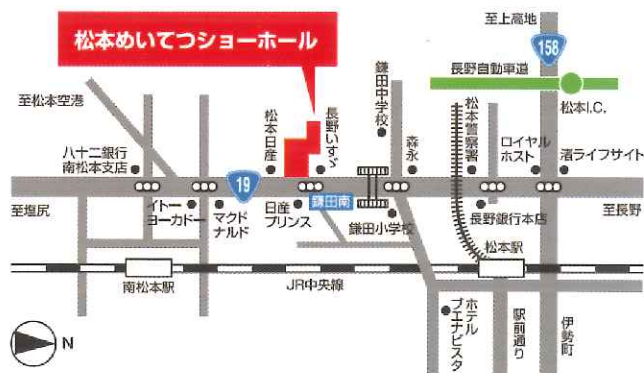 松本めいてつショーホール
至上高地
158
長野自動車道
松本I.C.
至松本空港
八十二銀行
南松本支店
松本日産
長野いすゞ
鎌田中学校
森永
松本警察署
ロイヤル
ホスト
渚ライフサイト
19
至塩尻
イトー
ヨーカドー
マクド
ナルド
日産
プリンス
鎌田南
鎌田小学校
長野銀行本店
至長野
松本駅
南松本駅
JR中央線
ホテル
ブエナビスタ
駅前通り
伊勢町
N